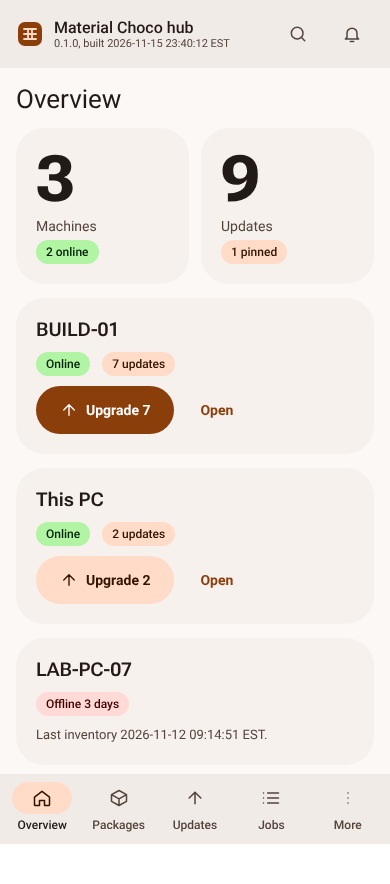 Material Choco hub
0.1.0, built 2026-11-15 23:40:12 EST
Overview
3
Machines
2 online
9
Updates
1 pinned
BUILD-01
Online
7 updates
Upgrade 7
Open
This PC
Online
2 updates
Upgrade 2
Open
LAB-PC-07
Offline 3 days
Last inventory 2026-11-12 09:14:51 EST.
Overview
Packages
Updates
Jobs
More